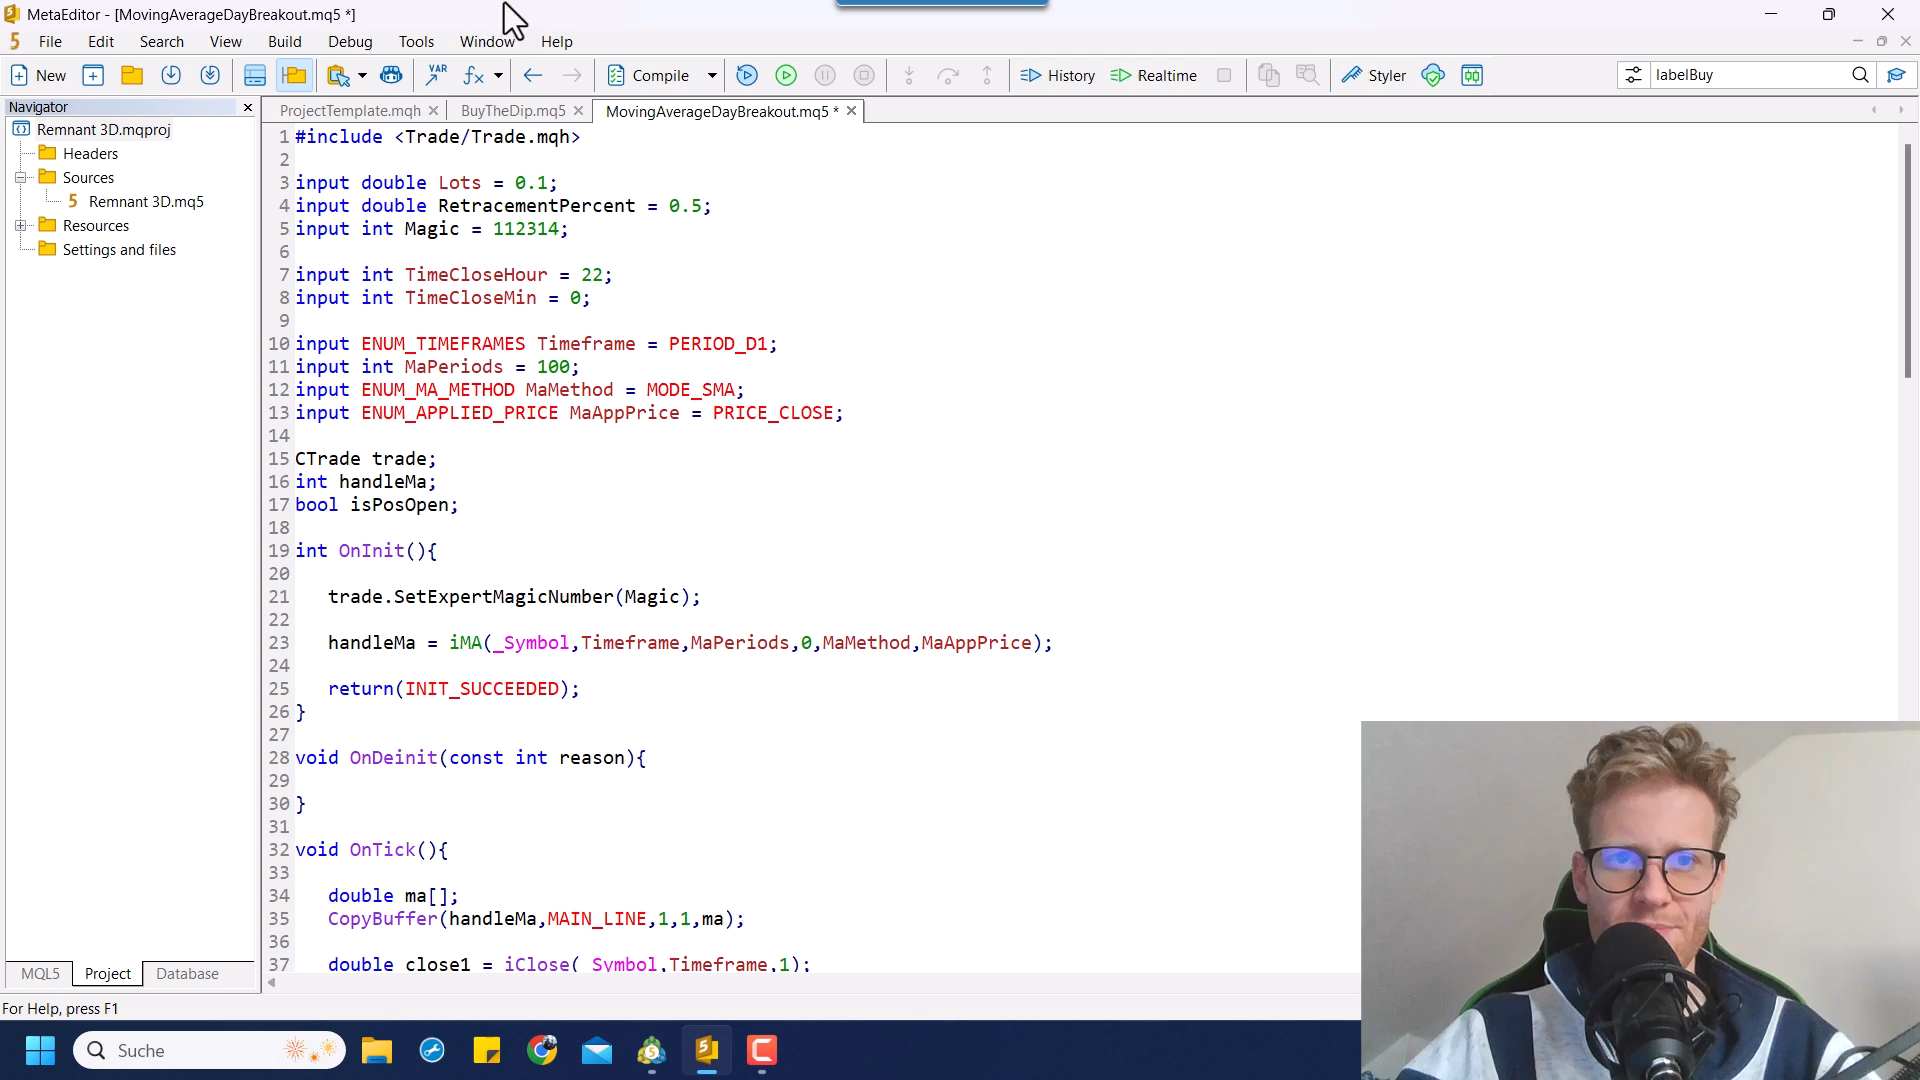 MetaEditor - [MovingAverageDayBreakout.mq5 *]
File Edit Search View Build Debug Tools Window Help
New Compile History Realtime Styler labelBuy
Navigator
ProjectTemplate.mqh BuyTheDip.mq5 MovingAverageDayBreakout.mq5 *
Remnant 3D.mqproj
Headers
Sources
Remnant 3D.mq5
Resources
Settings and files
1 #include <Trade/Trade.mqh>
2
3 input double Lots = 0.1;
4 input double RetracementPercent = 0.5;
5 input int Magic = 112314;
6
7 input int TimeCloseHour = 22;
8 input int TimeCloseMin = 0;
9
10 input ENUM_TIMEFRAMES Timeframe = PERIOD_D1;
11 input int MaPeriods = 100;
12 input ENUM_MA_METHOD MaMethod = MODE_SMA;
13 input ENUM_APPLIED_PRICE MaAppPrice = PRICE_CLOSE;
14
15 CTrade trade;
16 int handleMa;
17 bool isPosOpen;
18
19 int OnInit(){
20
21 trade.SetExpertMagicNumber(Magic);
22
23 handleMa = iMA(_Symbol,Timeframe,MaPeriods,0,MaMethod,MaAppPrice);
24
25 return(INIT_SUCCEEDED);
26 }
27
28 void OnDeinit(const int reason){
29
30 }
31
32 void OnTick(){
33
34 double ma[];
35 CopyBuffer(handleMa,MAIN_LINE,1,1,ma);
36
37 double close1 = iClose(_Symbol,Timeframe,1);
MQL5 Project Database
For Help, press F1
Suche